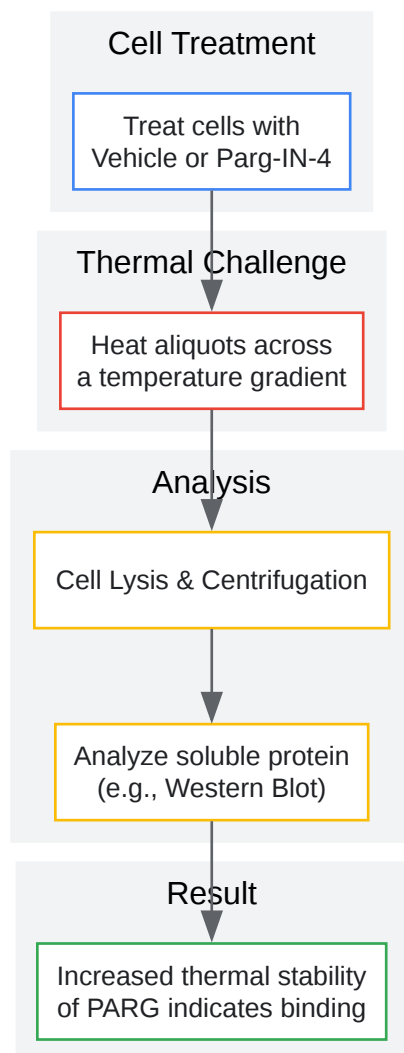 Cell Treatment
Treat cells with
Vehicle or Parg-IN-4
Thermal Challenge
Heat aliquots across
a temperature gradient
Analysis
Cell Lysis & Centrifugation
Analyze soluble protein
(e.g., Western Blot)
Result
Increased thermal stability
of PARG indicates binding